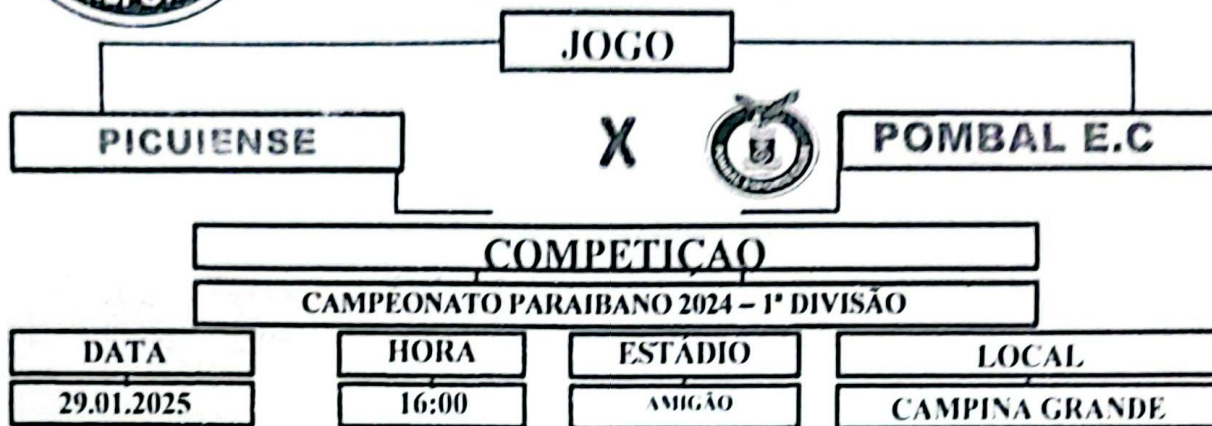 JOGO
PICUIENSE X POMBAL E.C
COMPETIÇAO
CAMPEONATO PARAIBANO 2024 – 1ª DIVISÃO
DATA HORA ESTÁDIO LOCAL
29.01.2025 16:00 AMIGÃO CAMPINA GRANDE